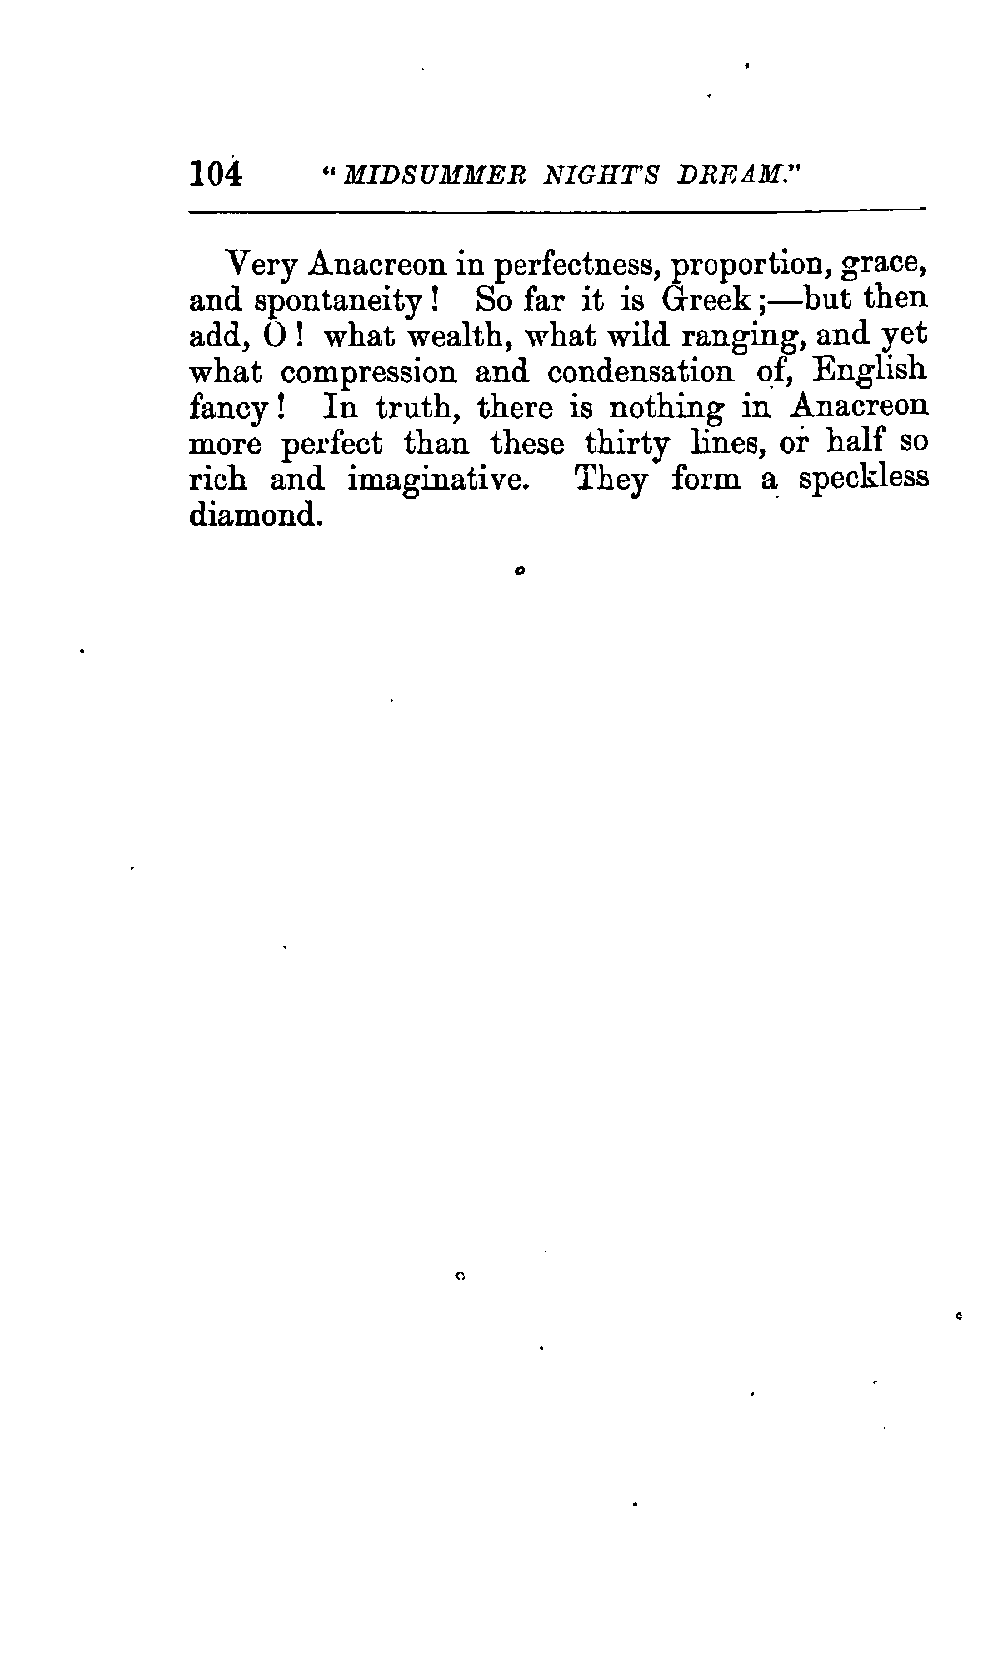 104 “MIDSUMMER NIGHT'S DREAM.”
Very Anacreon in perfectness, proportion, grace,
and spontaneity! So far it is Greek;—but then
add, O! what wealth, what wild ranging, and yet
what compression and condensation of, English
fancy! In truth, there is nothing in Anacreon
more perfect than these thirty lines, or half so
rich and imaginative. They form a speckless
diamond.